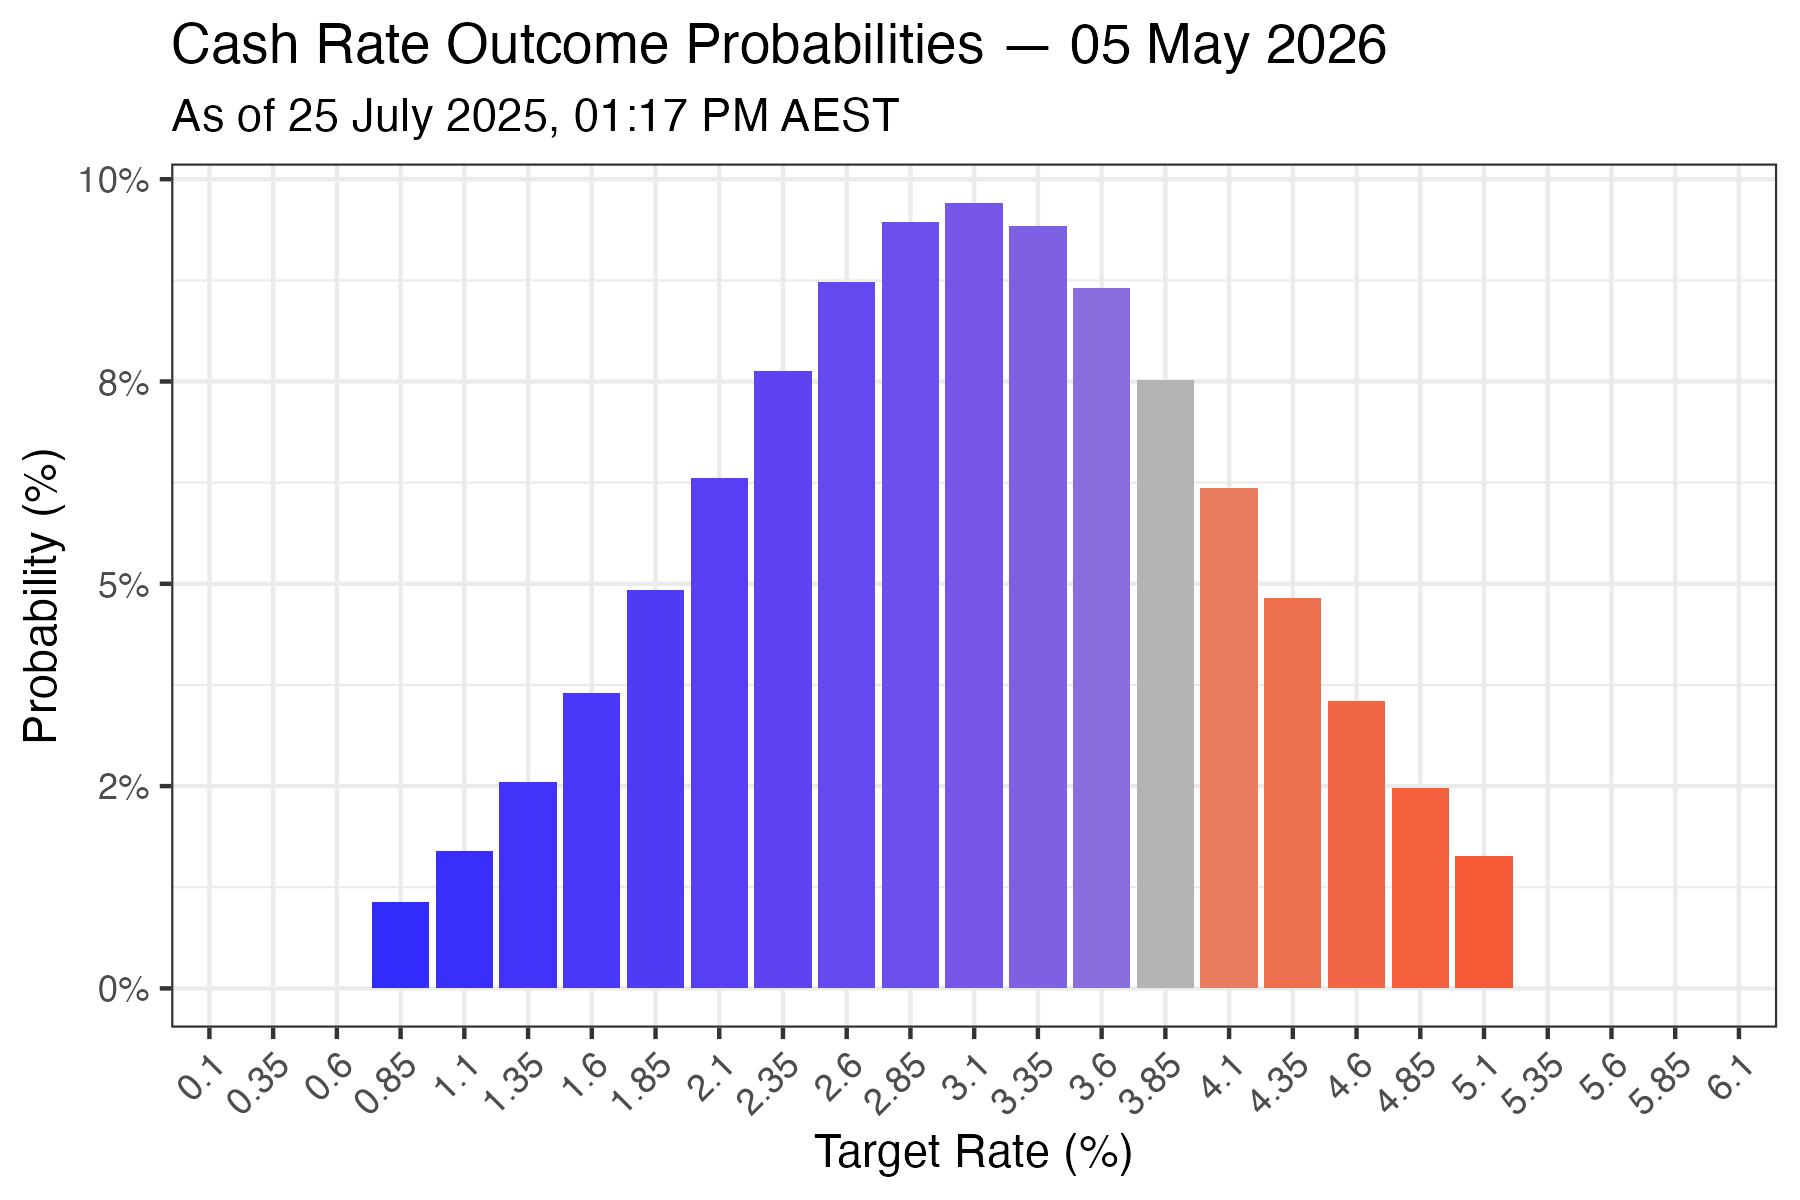 Cash Rate Outcome Probabilities — 05 May 2026
As of 25 July 2025, 01:17 PM AEST
Probability (%)
10%
8%
5%
2%
0%
0.1 0.35 0.6 0.85 1.1 1.35 1.6 1.85 2.1 2.35 2.6 2.85 3.1 3.35 3.6 3.85 4.1 4.35 4.6 4.85 5.1 5.35 5.6 5.85 6.1
Target Rate (%)